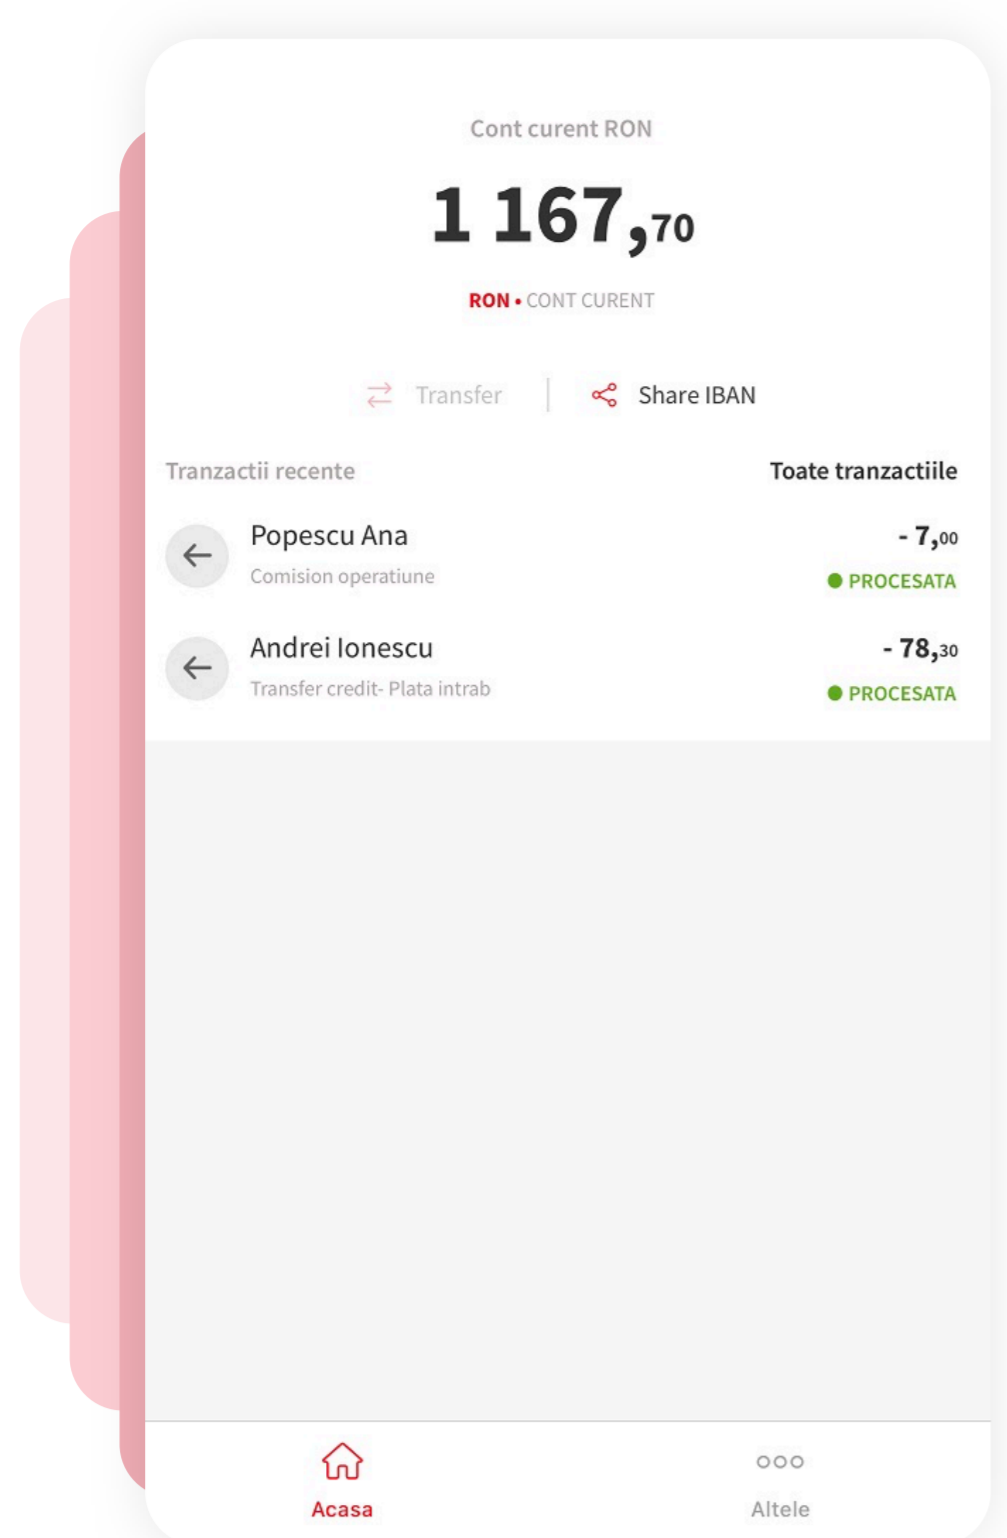 Cont curent RON
1 167,70
RON • CONT CURENT
Transfer | Share IBAN
Tranzactii recente Toate tranzactiile
Popescu Ana - 7,00
Comision operatiune PROCESATA
Andrei Ionescu - 78,30
Transfer credit- Plata intrab PROCESATA
Acasa Altele